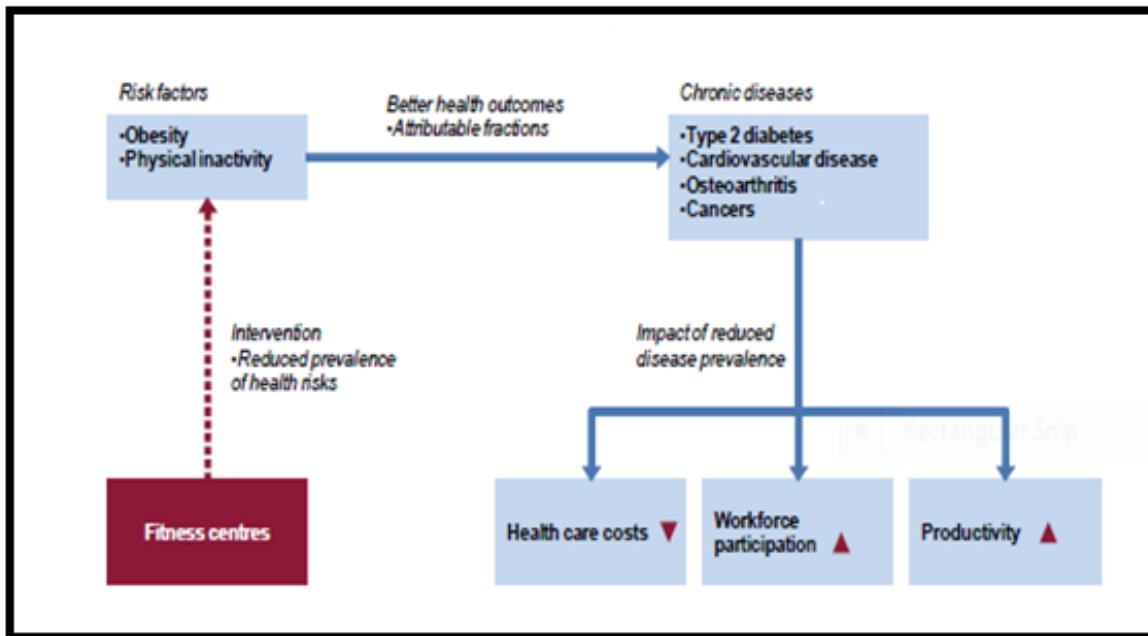 Risk factors
•Obesity
•Physical inactivity
Better health outcomes
•Attributable fractions
Chronic diseases
•Type 2 diabetes
•Cardiovascular disease
•Osteoarthritis
•Cancers
Intervention
•Reduced prevalence
of health risks
Impact of reduced
disease prevalence
Rectangular Snip
Fitness centres
Health care costs ▼
Workforce
participation ▲
Productivity ▲